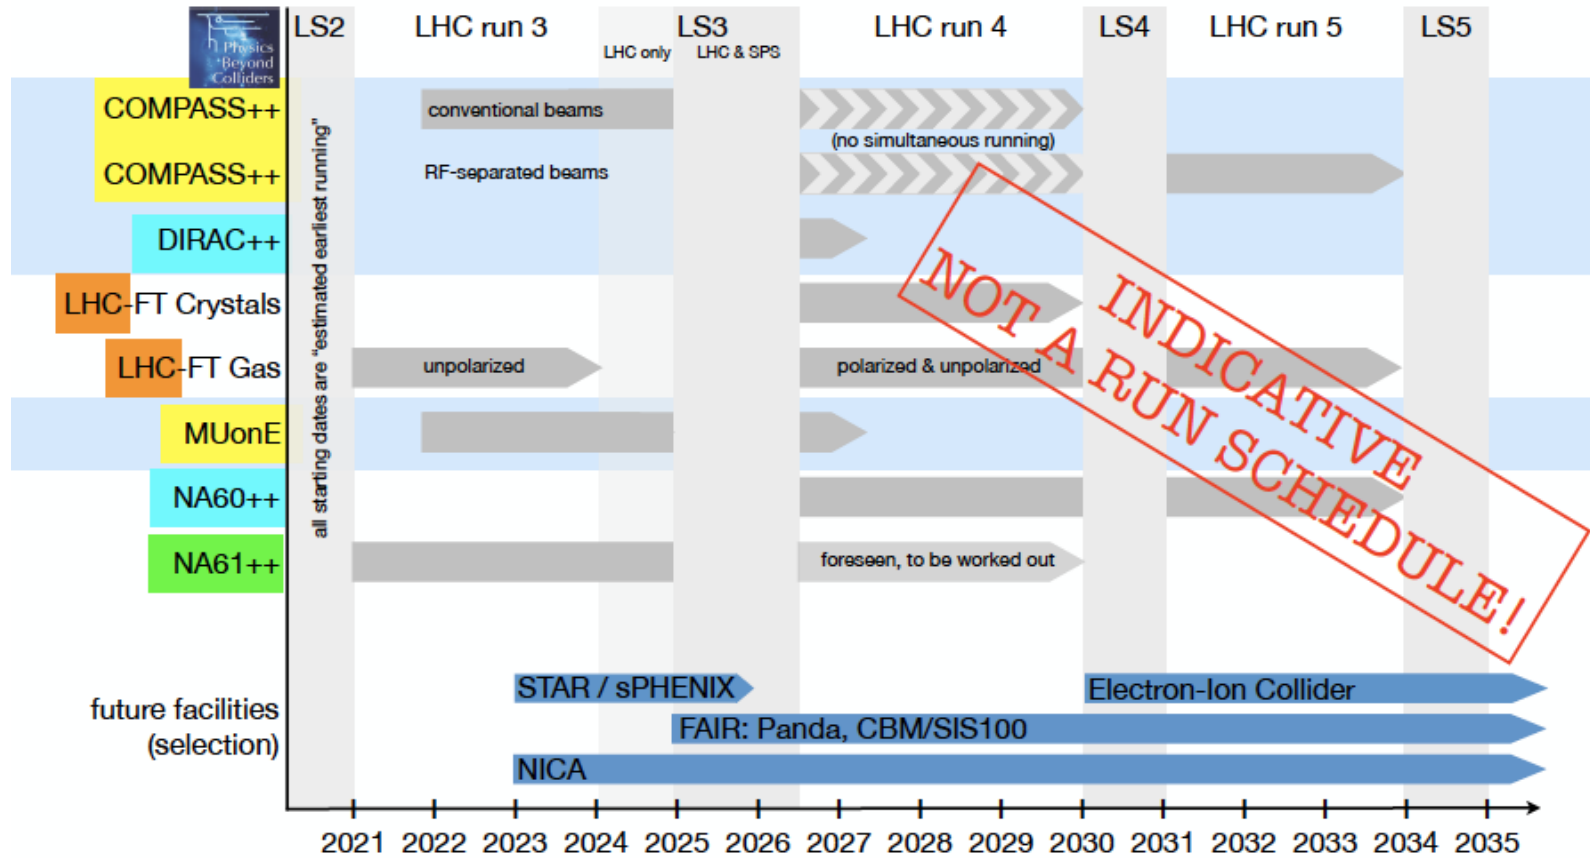 Physics
Beyond
Colliders
LS2
LHC run 3
LS3
LHC run 4
LS4
LHC run 5
LS5
LHC only
LHC & SPS
all starting dates are "estimated earliest running"
COMPASS++
conventional beams
(no simultaneous running)
COMPASS++
RF-separated beams
DIRAC++
LHC-FT Crystals
LHC-FT Gas
unpolarized
polarized & unpolarized
MUonE
NA60++
NA61++
foreseen, to be worked out
INDICATIVE
NOT A RUN SCHEDULE!
future facilities
(selection)
STAR / sPHENIX
Electron-Ion Collider
FAIR: Panda, CBM/SIS100
NICA
2021 2022 2023 2024 2025 2026 2027 2028 2029 2030 2031 2032 2033 2034 2035